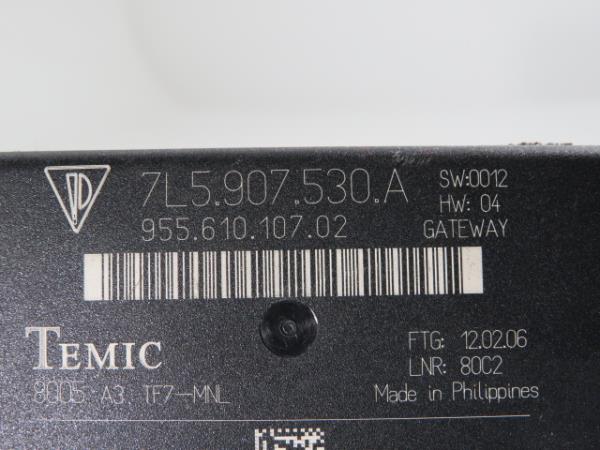 7L5.907.530.A SW:0012
955.610.107.02 HW: 04
GATEWAY
TEMIC
FTG: 12.02.06
LNR: 80C2
8005 A3 TF7-MNL Made in Philippines